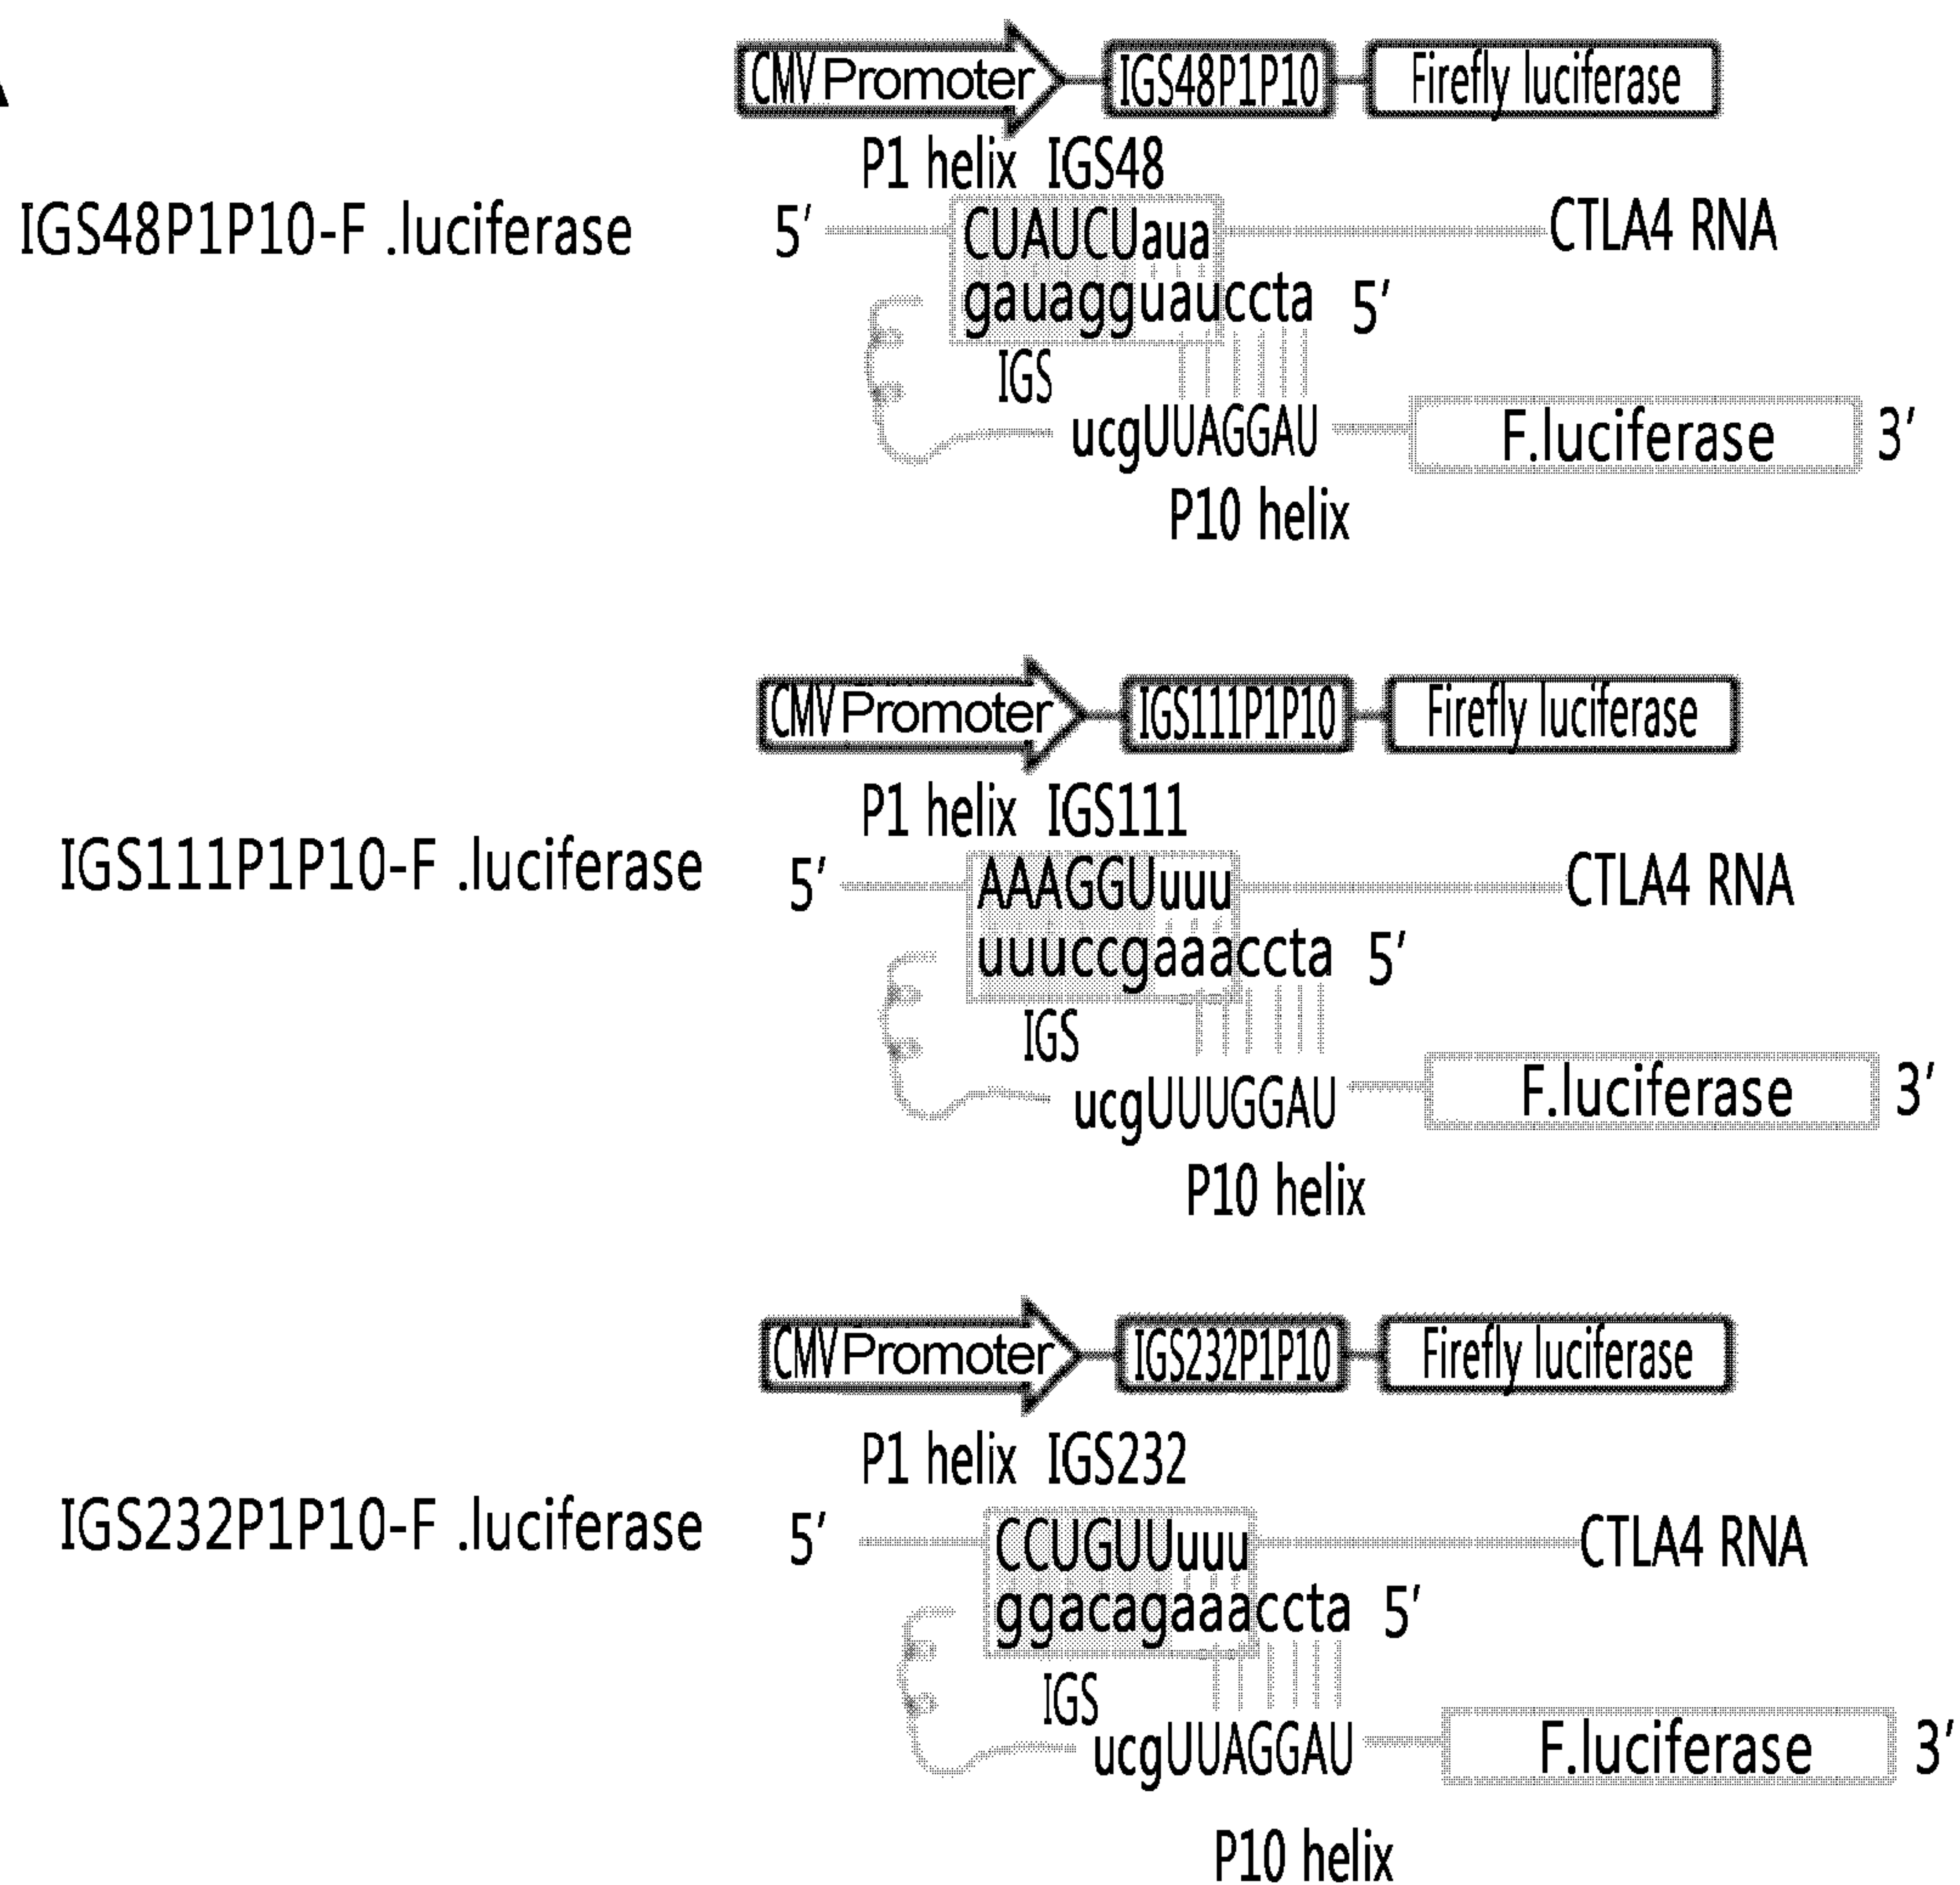 CMV Promoter IGS48P1P10 Firefly luciferase
P1 helix IGS48
IGS48P1P10-F .luciferase 5′ CUAUCUaua CTLA4 RNA
gauagguauccta 5′
IGS
ucgUUAGGAU F.luciferase 3′
P10 helix
CMV Promoter IGS111P1P10 Firefly luciferase
P1 helix IGS111
IGS111P1P10-F .luciferase 5′ AAAGGUuuu CTLA4 RNA
uuuccgaaaccta 5′
IGS
ucgUUUGGAU F.luciferase 3′
P10 helix
CMV Promoter IGS232P1P10 Firefly luciferase
P1 helix IGS232
IGS232P1P10-F .luciferase 5′ CCUGUUuuu CTLA4 RNA
ggacagaaaccta 5′
IGS
ucgUUAGGAU F.luciferase 3′
P10 helix